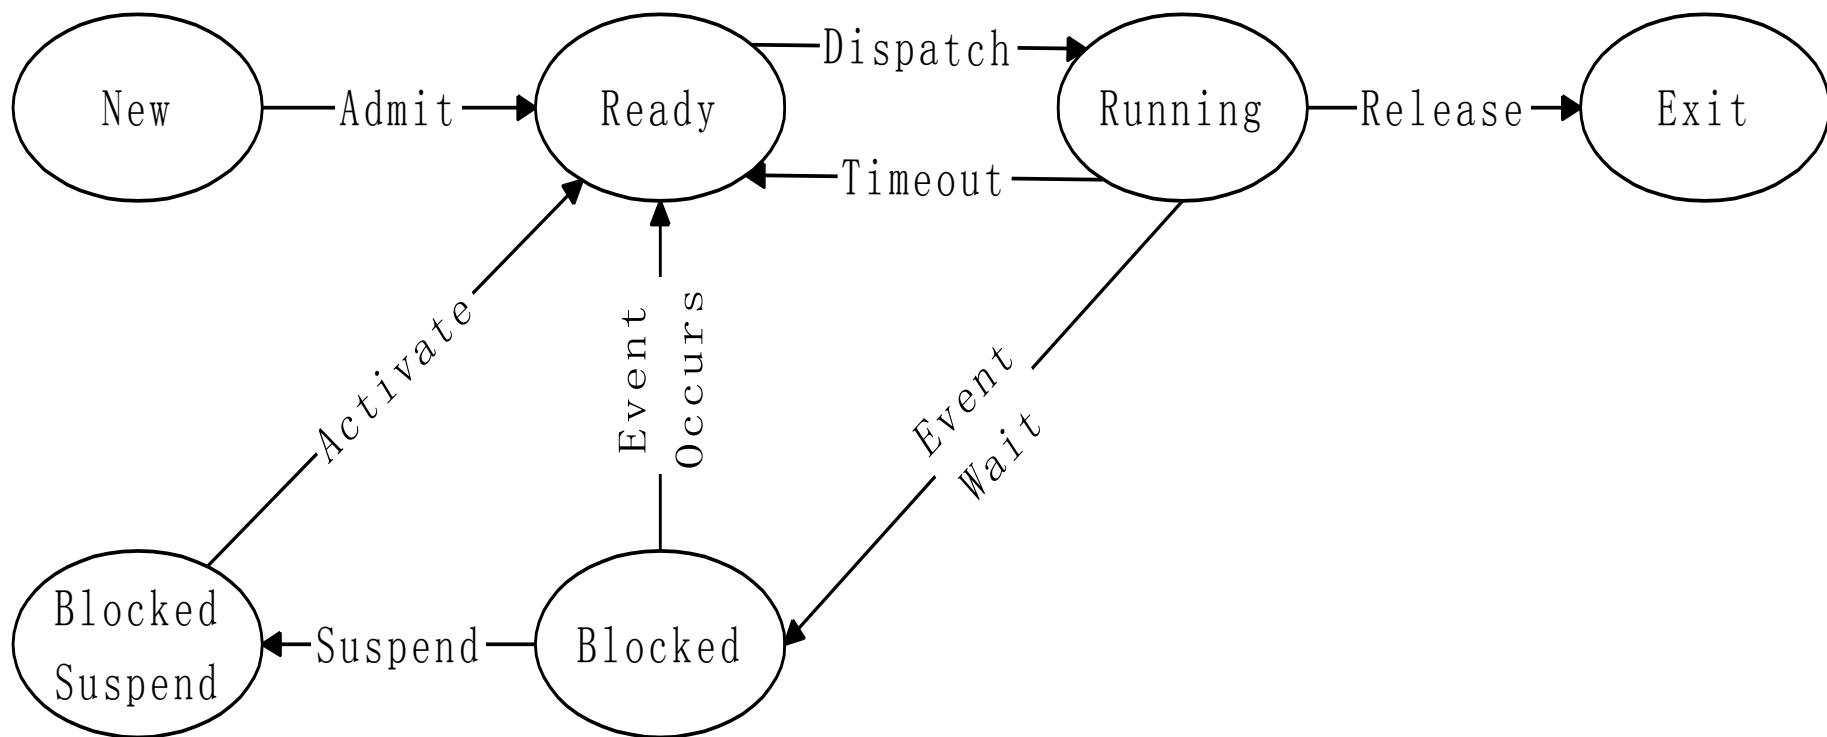 Dispatch
New
Admit
Ready
Running
Release
Exit
Timeout
Activate
Event
Occurs
Event
Wait
Blocked
Suspend
Suspend
Blocked